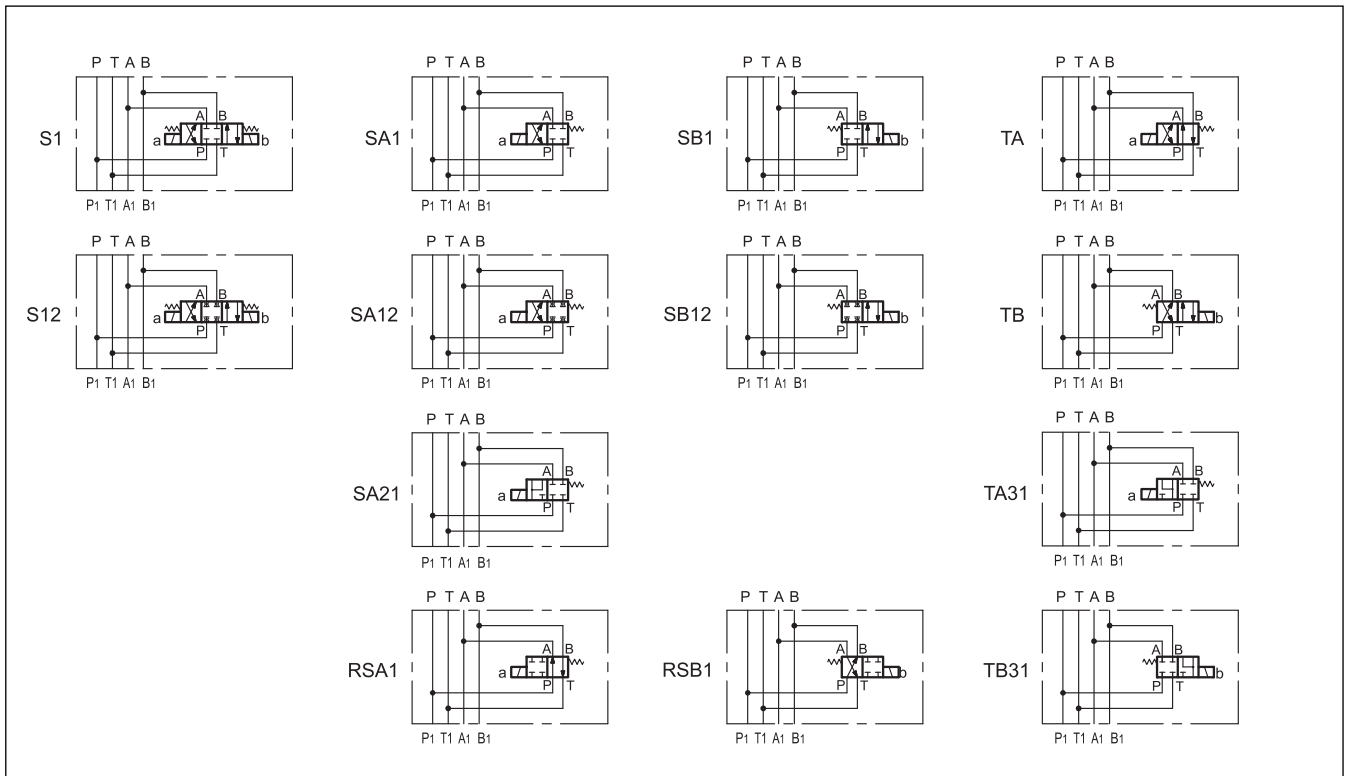 P T A B
A B
S1 a b
P T
P1 T1 A1 B1
P T A B
A B
SA1 a
P T
P1 T1 A1 B1
P T A B
A B
SB1 b
P T
P1 T1 A1 B1
P T A B
A B
TA a
P T
P1 T1 A1 B1
P T A B
A B
S12 a b
P T
P1 T1 A1 B1
P T A B
A B
SA12 a
P T
P1 T1 A1 B1
P T A B
A B
SB12 b
P T
P1 T1 A1 B1
P T A B
A B
TB b
P T
P1 T1 A1 B1
P T A B
A B
SA21 a
P T
P1 T1 A1 B1
P T A B
A B
TA31 a
P T
P1 T1 A1 B1
P T A B
A B
RSA1 a
P T
P1 T1 A1 B1
P T A B
A B
RSB1 b
P T
P1 T1 A1 B1
P T A B
A B
TB31 b
P T
P1 T1 A1 B1